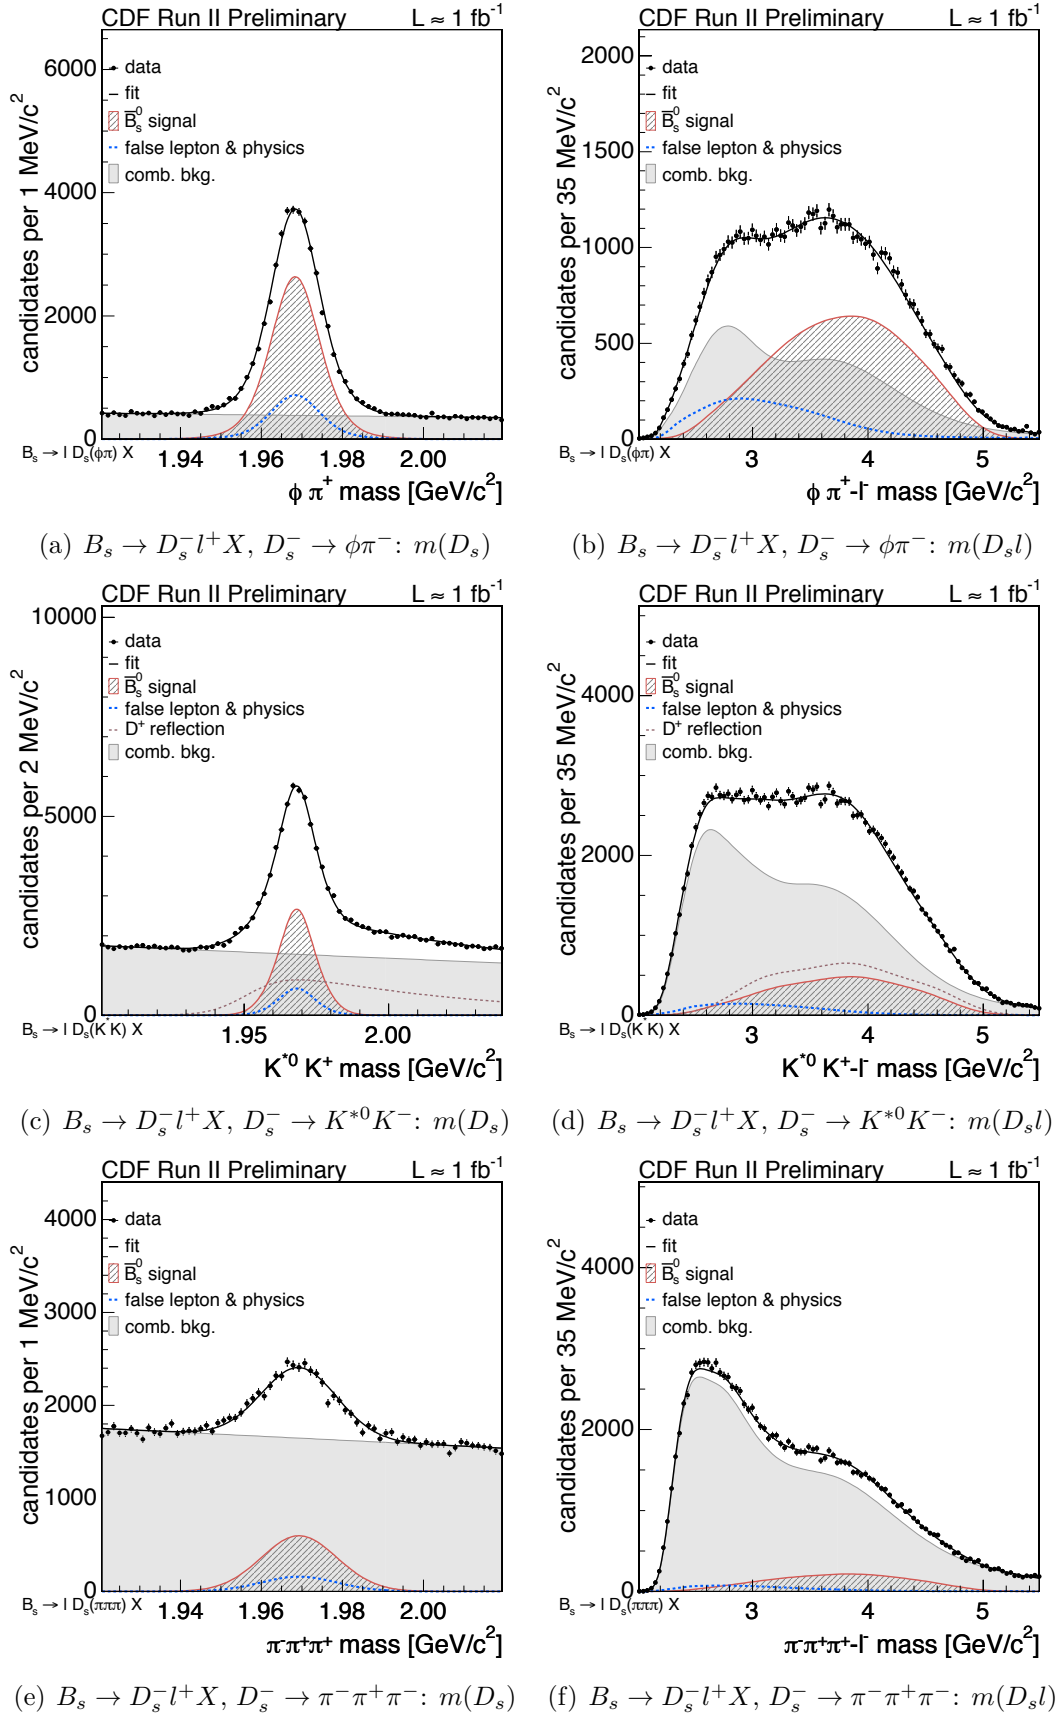 CDF Run II Preliminary L ≈ 1 fb⁻¹
candidates per 1 MeV/c²
6000
4000
2000
0
data
fit
B̅ₛ⁰ signal
false lepton & physics
comb. bkg.
1.94 1.96 1.98 2.00
Bₛ → l Dₛ(ϕπ) X
ϕ π⁺ mass [GeV/c²]
(a) Bₛ → Dₛ⁻l⁺X, Dₛ⁻ → ϕπ⁻: m(Dₛ)
CDF Run II Preliminary L ≈ 1 fb⁻¹
candidates per 35 MeV/c²
2000
1500
1000
500
0
data
fit
B̅ₛ⁰ signal
false lepton & physics
comb. bkg.
3 4 5
Bₛ → l Dₛ(ϕπ) X
ϕ π⁺-l⁻ mass [GeV/c²]
(b) Bₛ → Dₛ⁻l⁺X, Dₛ⁻ → ϕπ⁻: m(Dₛl)
CDF Run II Preliminary L ≈ 1 fb⁻¹
candidates per 2 MeV/c²
10000
5000
0
data
fit
B̅ₛ⁰ signal
false lepton & physics
D⁺ reflection
comb. bkg.
1.95 2.00
Bₛ → l Dₛ(K*K) X
K*⁰ K⁺ mass [GeV/c²]
(c) Bₛ → Dₛ⁻l⁺X, Dₛ⁻ → K*⁰K⁻: m(Dₛ)
CDF Run II Preliminary L ≈ 1 fb⁻¹
candidates per 35 MeV/c²
4000
2000
0
data
fit
B̅ₛ⁰ signal
false lepton & physics
D⁺ reflection
comb. bkg.
3 4 5
Bₛ → l Dₛ(K*K) X
K*⁰ K⁺-l⁻ mass [GeV/c²]
(d) Bₛ → Dₛ⁻l⁺X, Dₛ⁻ → K*⁰K⁻: m(Dₛl)
CDF Run II Preliminary L ≈ 1 fb⁻¹
candidates per 1 MeV/c²
4000
3000
2000
1000
0
data
fit
B̅ₛ⁰ signal
false lepton & physics
comb. bkg.
1.94 1.96 1.98 2.00
Bₛ → l Dₛ(πππ) X
π⁻π⁺π⁺ mass [GeV/c²]
(e) Bₛ → Dₛ⁻l⁺X, Dₛ⁻ → π⁻π⁺π⁻: m(Dₛ)
CDF Run II Preliminary L ≈ 1 fb⁻¹
candidates per 35 MeV/c²
4000
2000
0
data
fit
B̅ₛ⁰ signal
false lepton & physics
comb. bkg.
3 4 5
Bₛ → l Dₛ(πππ) X
π⁻π⁺π⁺-l⁻ mass [GeV/c²]
(f) Bₛ → Dₛ⁻l⁺X, Dₛ⁻ → π⁻π⁺π⁻: m(Dₛl)